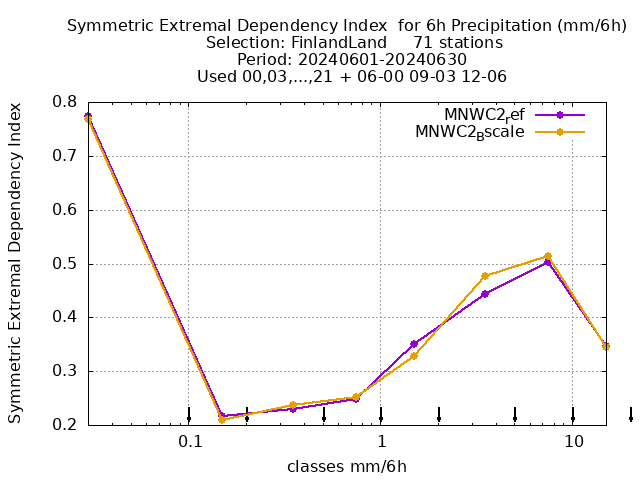 Symmetric Extremal Dependency Index  for 6h Precipitation (mm/6h)
Selection: FinlandLand     71 stations
Period: 20240601-20240630
Used 00,03,...,21 + 06-00 09-03 12-06
MNWC2ref
MNWC2Bscale
Symmetric Extremal Dependency Index
0.8
0.7
0.6
0.5
0.4
0.3
0.2
0.1
1
10
classes mm/6h